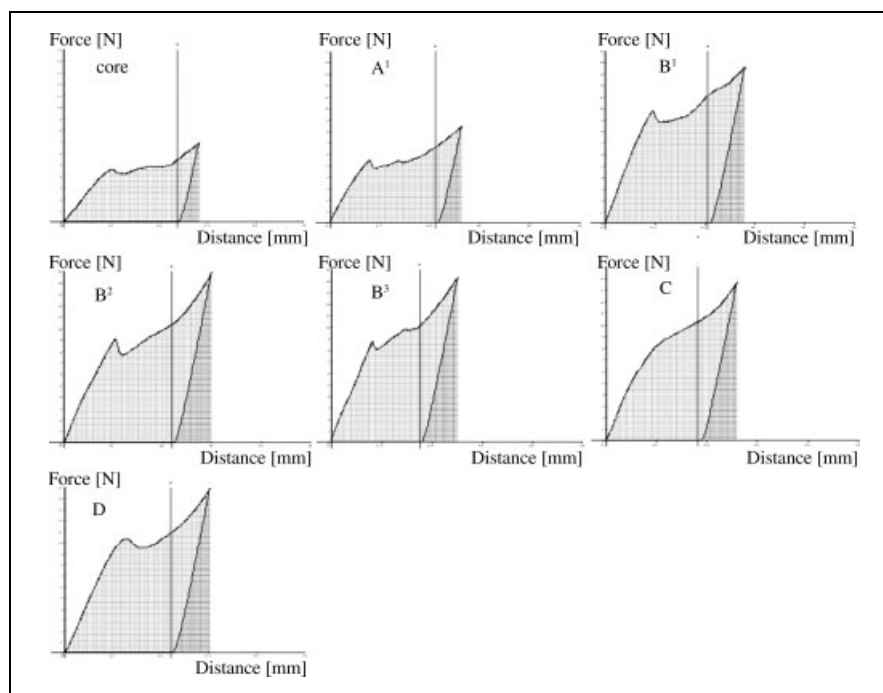 Force [N]
core
Distance [mm]
Force [N]
A¹
Distance [mm]
Force [N]
B¹
Distance [mm]
Force [N]
B²
Distance [mm]
Force [N]
B³
Distance [mm]
Force [N]
C
Distance [mm]
Force [N]
D
Distance [mm]